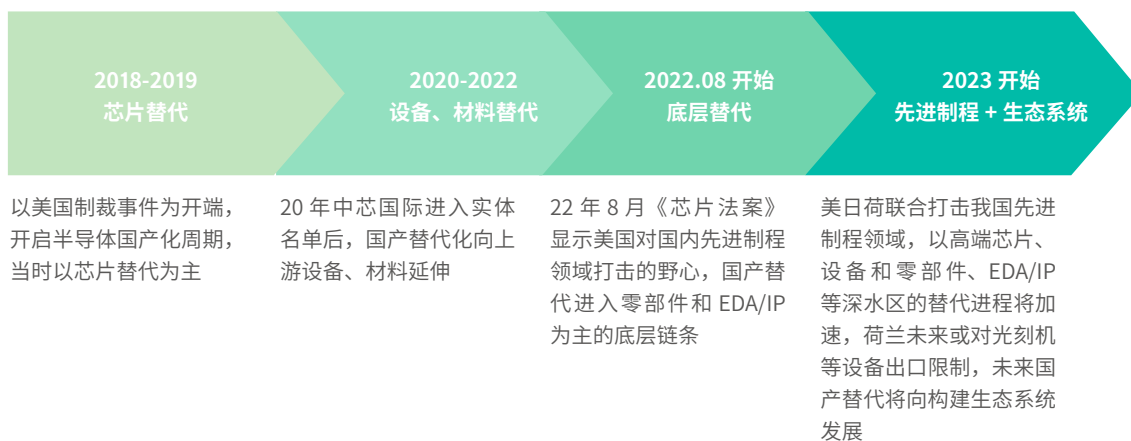 2018-2019
芯片替代
2020-2022
设备、材料替代
2022.08 开始
底层替代
2023 开始
先进制程 + 生态系统
以美国制裁事件为开端，
开启半导体国产化周期，
当时以芯片替代为主
20 年中芯国际进入实体
名单后，国产替代化向上
游设备、材料延伸
22 年 8 月《芯片法案》
显示美国对国内先进制程
领域打击的野心，国产替
代进入零部件和 EDA/IP
为主的底层链条
美日荷联合打击我国先进
制程领域，以高端芯片、
设备和零部件、EDA/IP
等深水区的替代进程将加
速，荷兰未来或对光刻机
等设备出口限制，未来国
产替代将向构建生态系统
发展